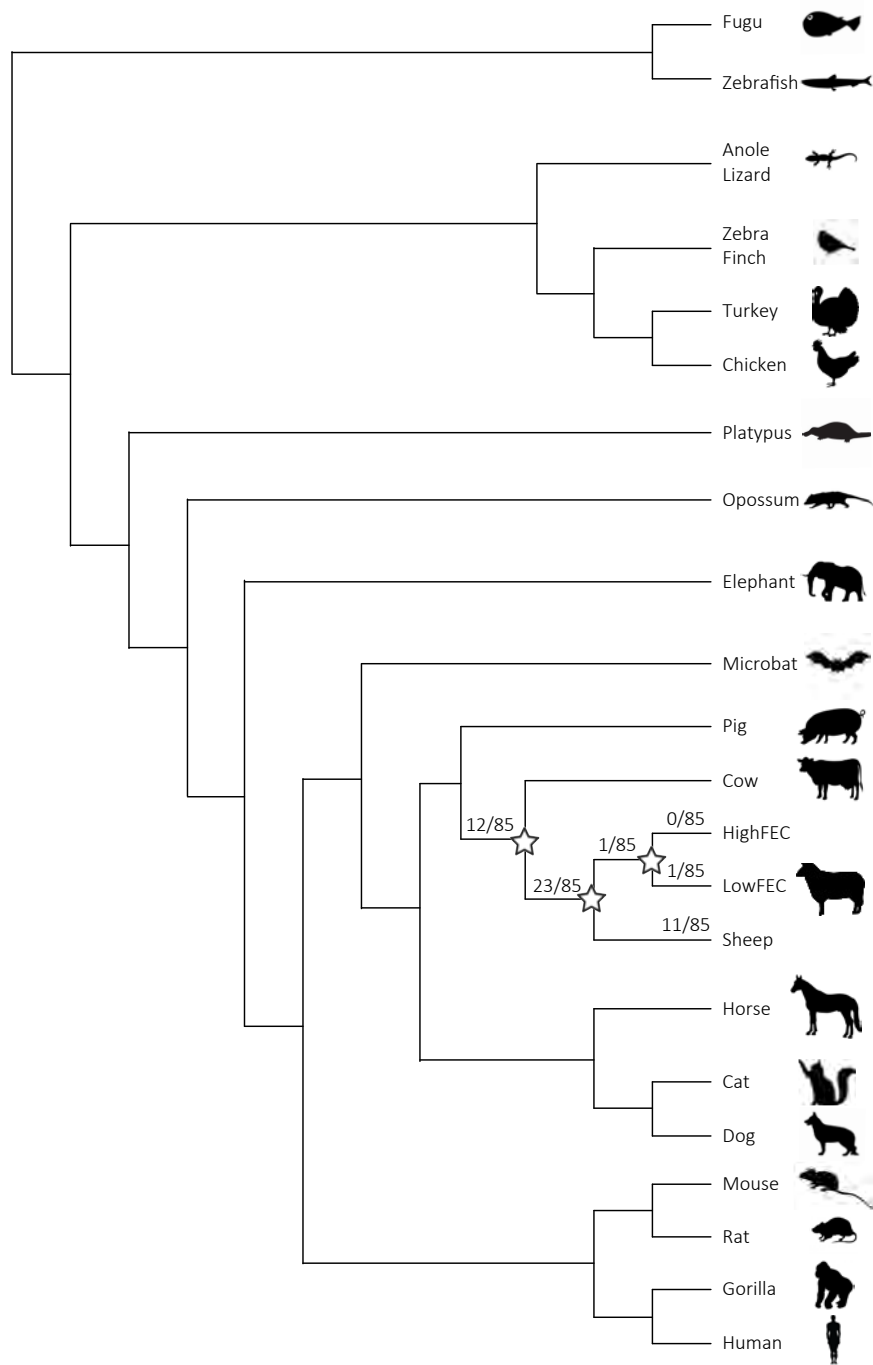 Fugu
Zebrafish
Anole
Lizard
Zebra
Finch
Turkey
Chicken
Platypus
Opossum
Elephant
Microbat
Pig
Cow
12/85
0/85
HighFEC
1/85
1/85
LowFEC
23/85
11/85
Sheep
Horse
Cat
Dog
Mouse
Rat
Gorilla
Human